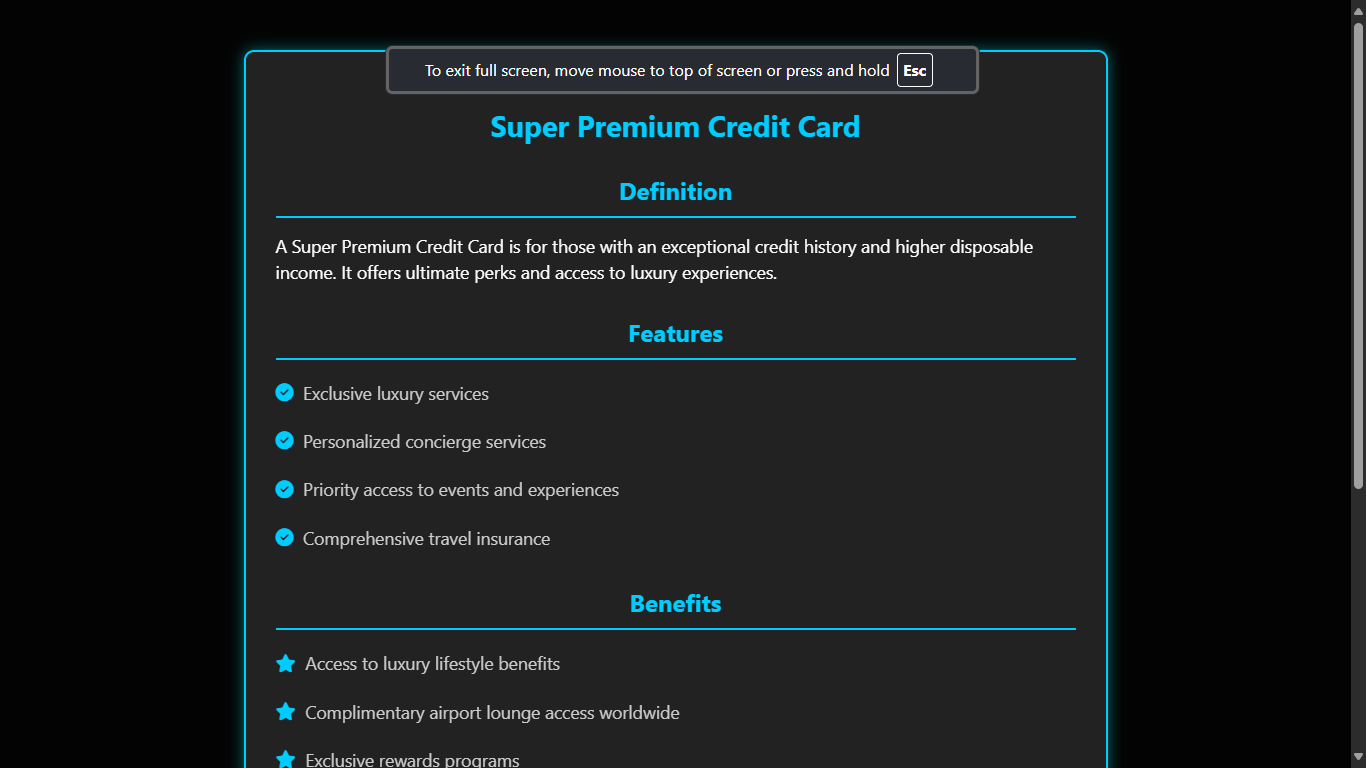 To exit full screen, move mouse to top of screen or press and hold Esc
Super Premium Credit Card
Definition
A Super Premium Credit Card is for those with an exceptional credit history and higher disposable
income. It offers ultimate perks and access to luxury experiences.
Features
Exclusive luxury services
Personalized concierge services
Priority access to events and experiences
Comprehensive travel insurance
Benefits
Access to luxury lifestyle benefits
Complimentary airport lounge access worldwide
Exclusive rewards programs